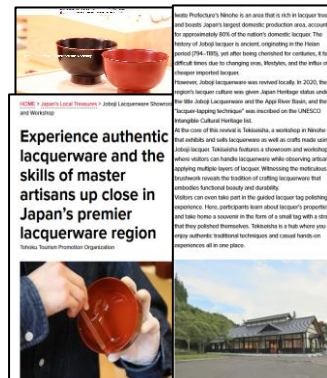 HOME > Japan's Local Treasures > Joboji Lacquerware Showroom
and Workshop
Experience authentic
lacquerware and the
skills of master
artisans up close in
Japan's premier
lacquerware region
Tohoku Tourism Promotion Organization
Iwate Prefecture's Ninohe is an area that is rich in lacquer trees
and boasts Japan's largest domestic production area, accounting
for approximately 80% of the nation's domestic lacquer. The
history of Joboji lacquer is ancient, originating in the Heian
period (794–1185), yet after being cherished for centuries, it faced
difficult times due to changing eras, lifestyles, and the influx of
cheaper imported lacquer.
However, Joboji lacquerware was revived locally. In 2020, the
region's lacquer culture was given Japan Heritage status under
the title Joboji Lacquerware and the Appi River Basin, and the
"lacquer-tapping technique" was inscribed on the UNESCO
Intangible Cultural Heritage list.
At the core of this revival is Tekiseisha, a workshop in Ninohe
that exhibits and sells lacquerware as well as crafts made using
Joboji lacquer. Tekiseisha features a showroom and workshop
where visitors can handle lacquerware while observing artisans
applying multiple layers of lacquer. Witnessing the meticulous
brushwork reveals the tradition of crafting lacquerware that
embodies functional beauty and durability.
Visitors can even take part in the guided lacquer tag polishing
experience. Here, participants learn about lacquer's properties
and take home a souvenir in the form of a small tag with a strap
that they polished themselves. Tekiseisha is a hub where you can
enjoy authentic traditional techniques and casual hands-on
experiences all in one place.